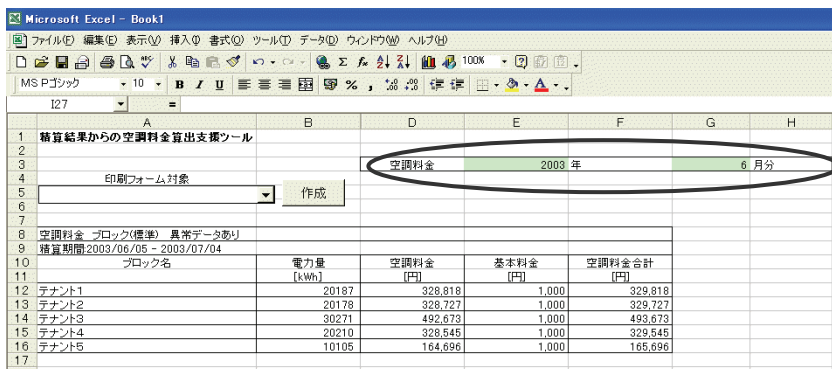 Microsoft Excel - Book1
ファイル(F) 編集(E) 表示(V) 挿入(I) 書式(O) ツール(T) データ(D) ウィンドウ(W) ヘルプ(H)
100%
MS Pゴシック 10 B I U % ,
I27 =
A B D E F G H
1 積算結果からの空調料金算出支援ツール
2
3 空調料金 2003 年 6 月分
4 印刷フォーム対象
5 作成
6
7
8 空調料金 ブロック(標準) 異常データあり
9 積算期間:2003/06/05 - 2003/07/04
10 ブロック名 電力量 空調料金 基本料金 空調料金合計
11 [kWh] [円] [円] [円]
12 テナント1 20187 328,818 1,000 329,818
13 テナント2 20178 328,727 1,000 329,727
14 テナント3 30271 492,673 1,000 493,673
15 テナント4 20210 328,545 1,000 329,545
16 テナント5 10105 164,696 1,000 165,696
17